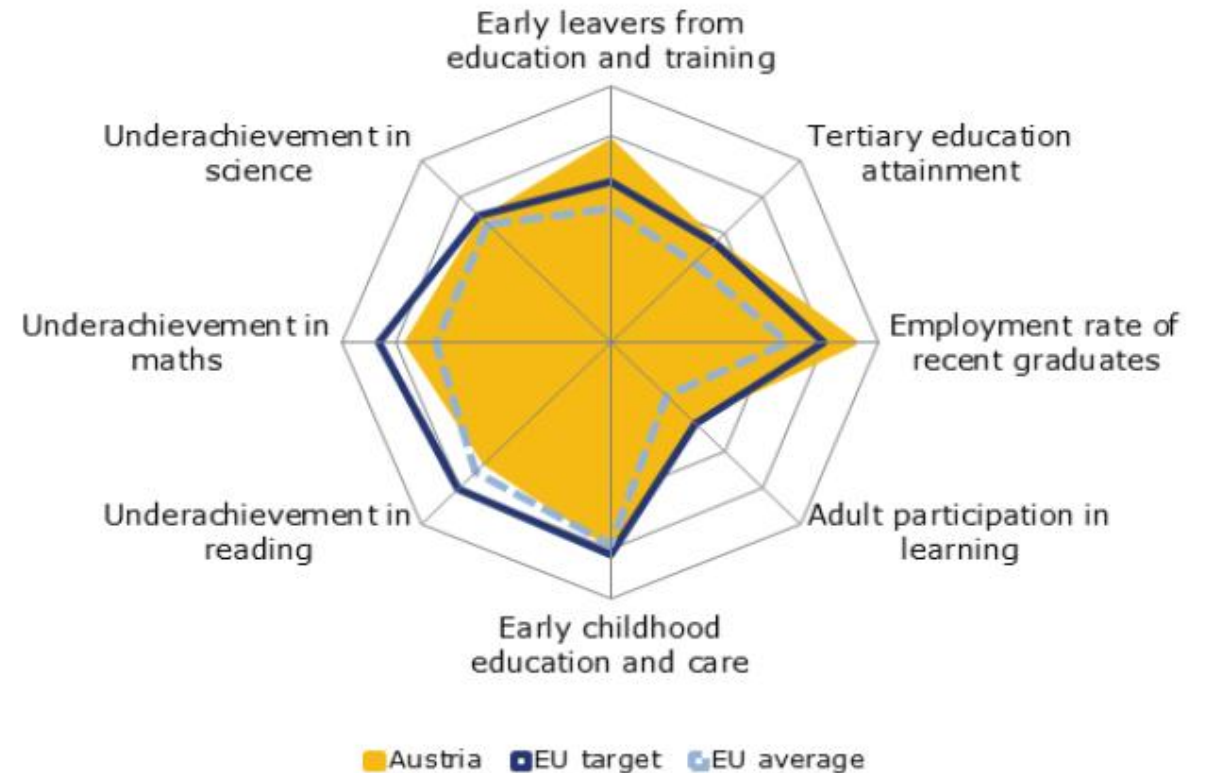 Early leavers from
education and training
Underachievement in
science
Tertiary education
attainment
Underachievement in
maths
Employment rate of
recent graduates
Underachievement in
reading
Adult participation in
learning
Early childhood
education and care
Austria EU target EU average